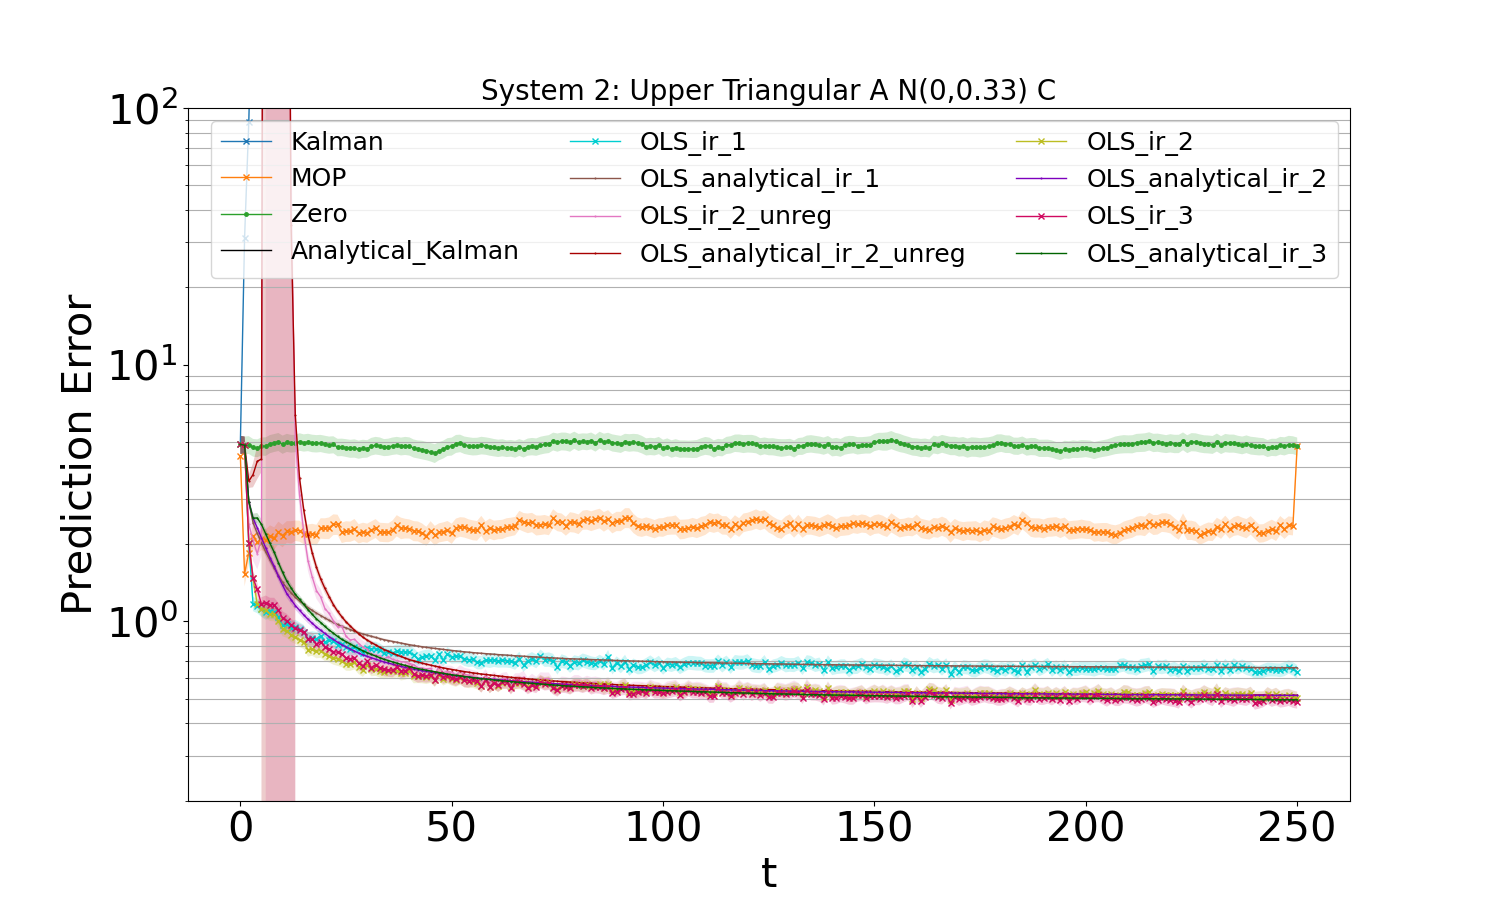 System 2: Upper Triangular A N(0,0.33) C
10²
10¹
10⁰
Prediction Error
Kalman
MOP
Zero
Analytical_Kalman
OLS_ir_1
OLS_analytical_ir_1
OLS_ir_2_unreg
OLS_analytical_ir_2_unreg
OLS_ir_2
OLS_analytical_ir_2
OLS_ir_3
OLS_analytical_ir_3
0 50 100 150 200 250
t